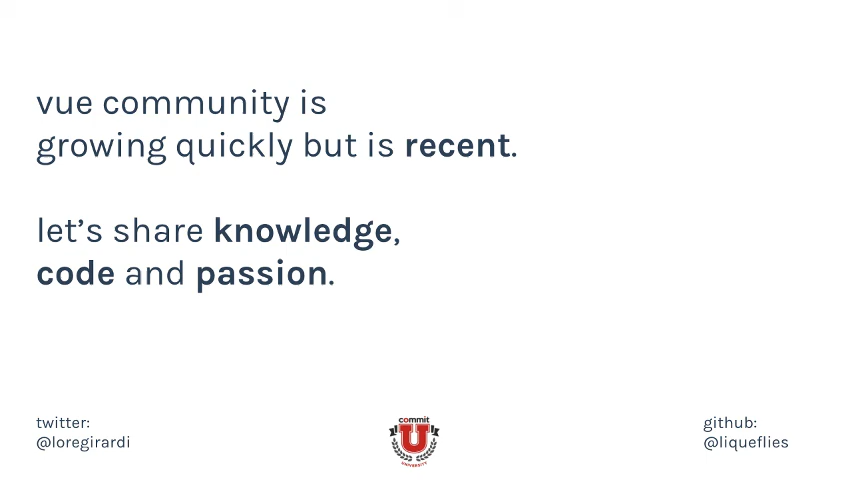 vue community is
growing quickly but is recent.
let’s share knowledge,
code and passion.
twitter:
@loregirardi
commit
U
UNIVERSITY
github:
@liqueflies